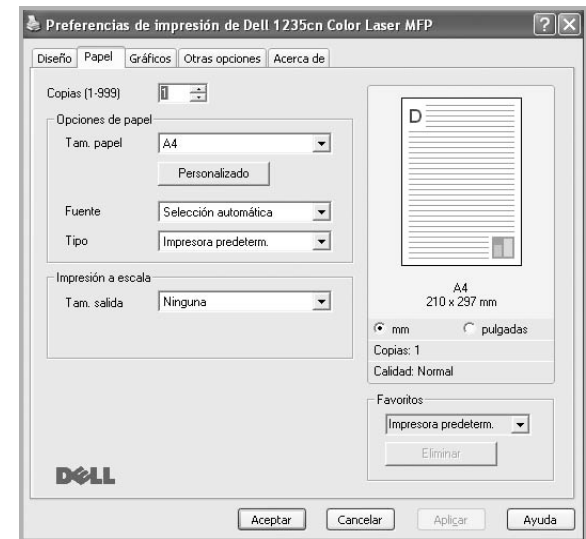 Preferencias de impresión de Dell 1235cn Color Laser MFP
Diseño Papel Gráficos Otras opciones Acerca de
Copias (1-999) 1
Opciones de papel
Tam. papel A4
Personalizado
Fuente Selección automática
Tipo Impresora predeterm.
Impresión a escala
Tam. salida Ninguna
D
A4
210 x 297 mm
mm pulgadas
Copias: 1
Calidad: Normal
Favoritos
Impresora predeterm.
Eliminar
DELL
Aceptar Cancelar Aplicar Ayuda